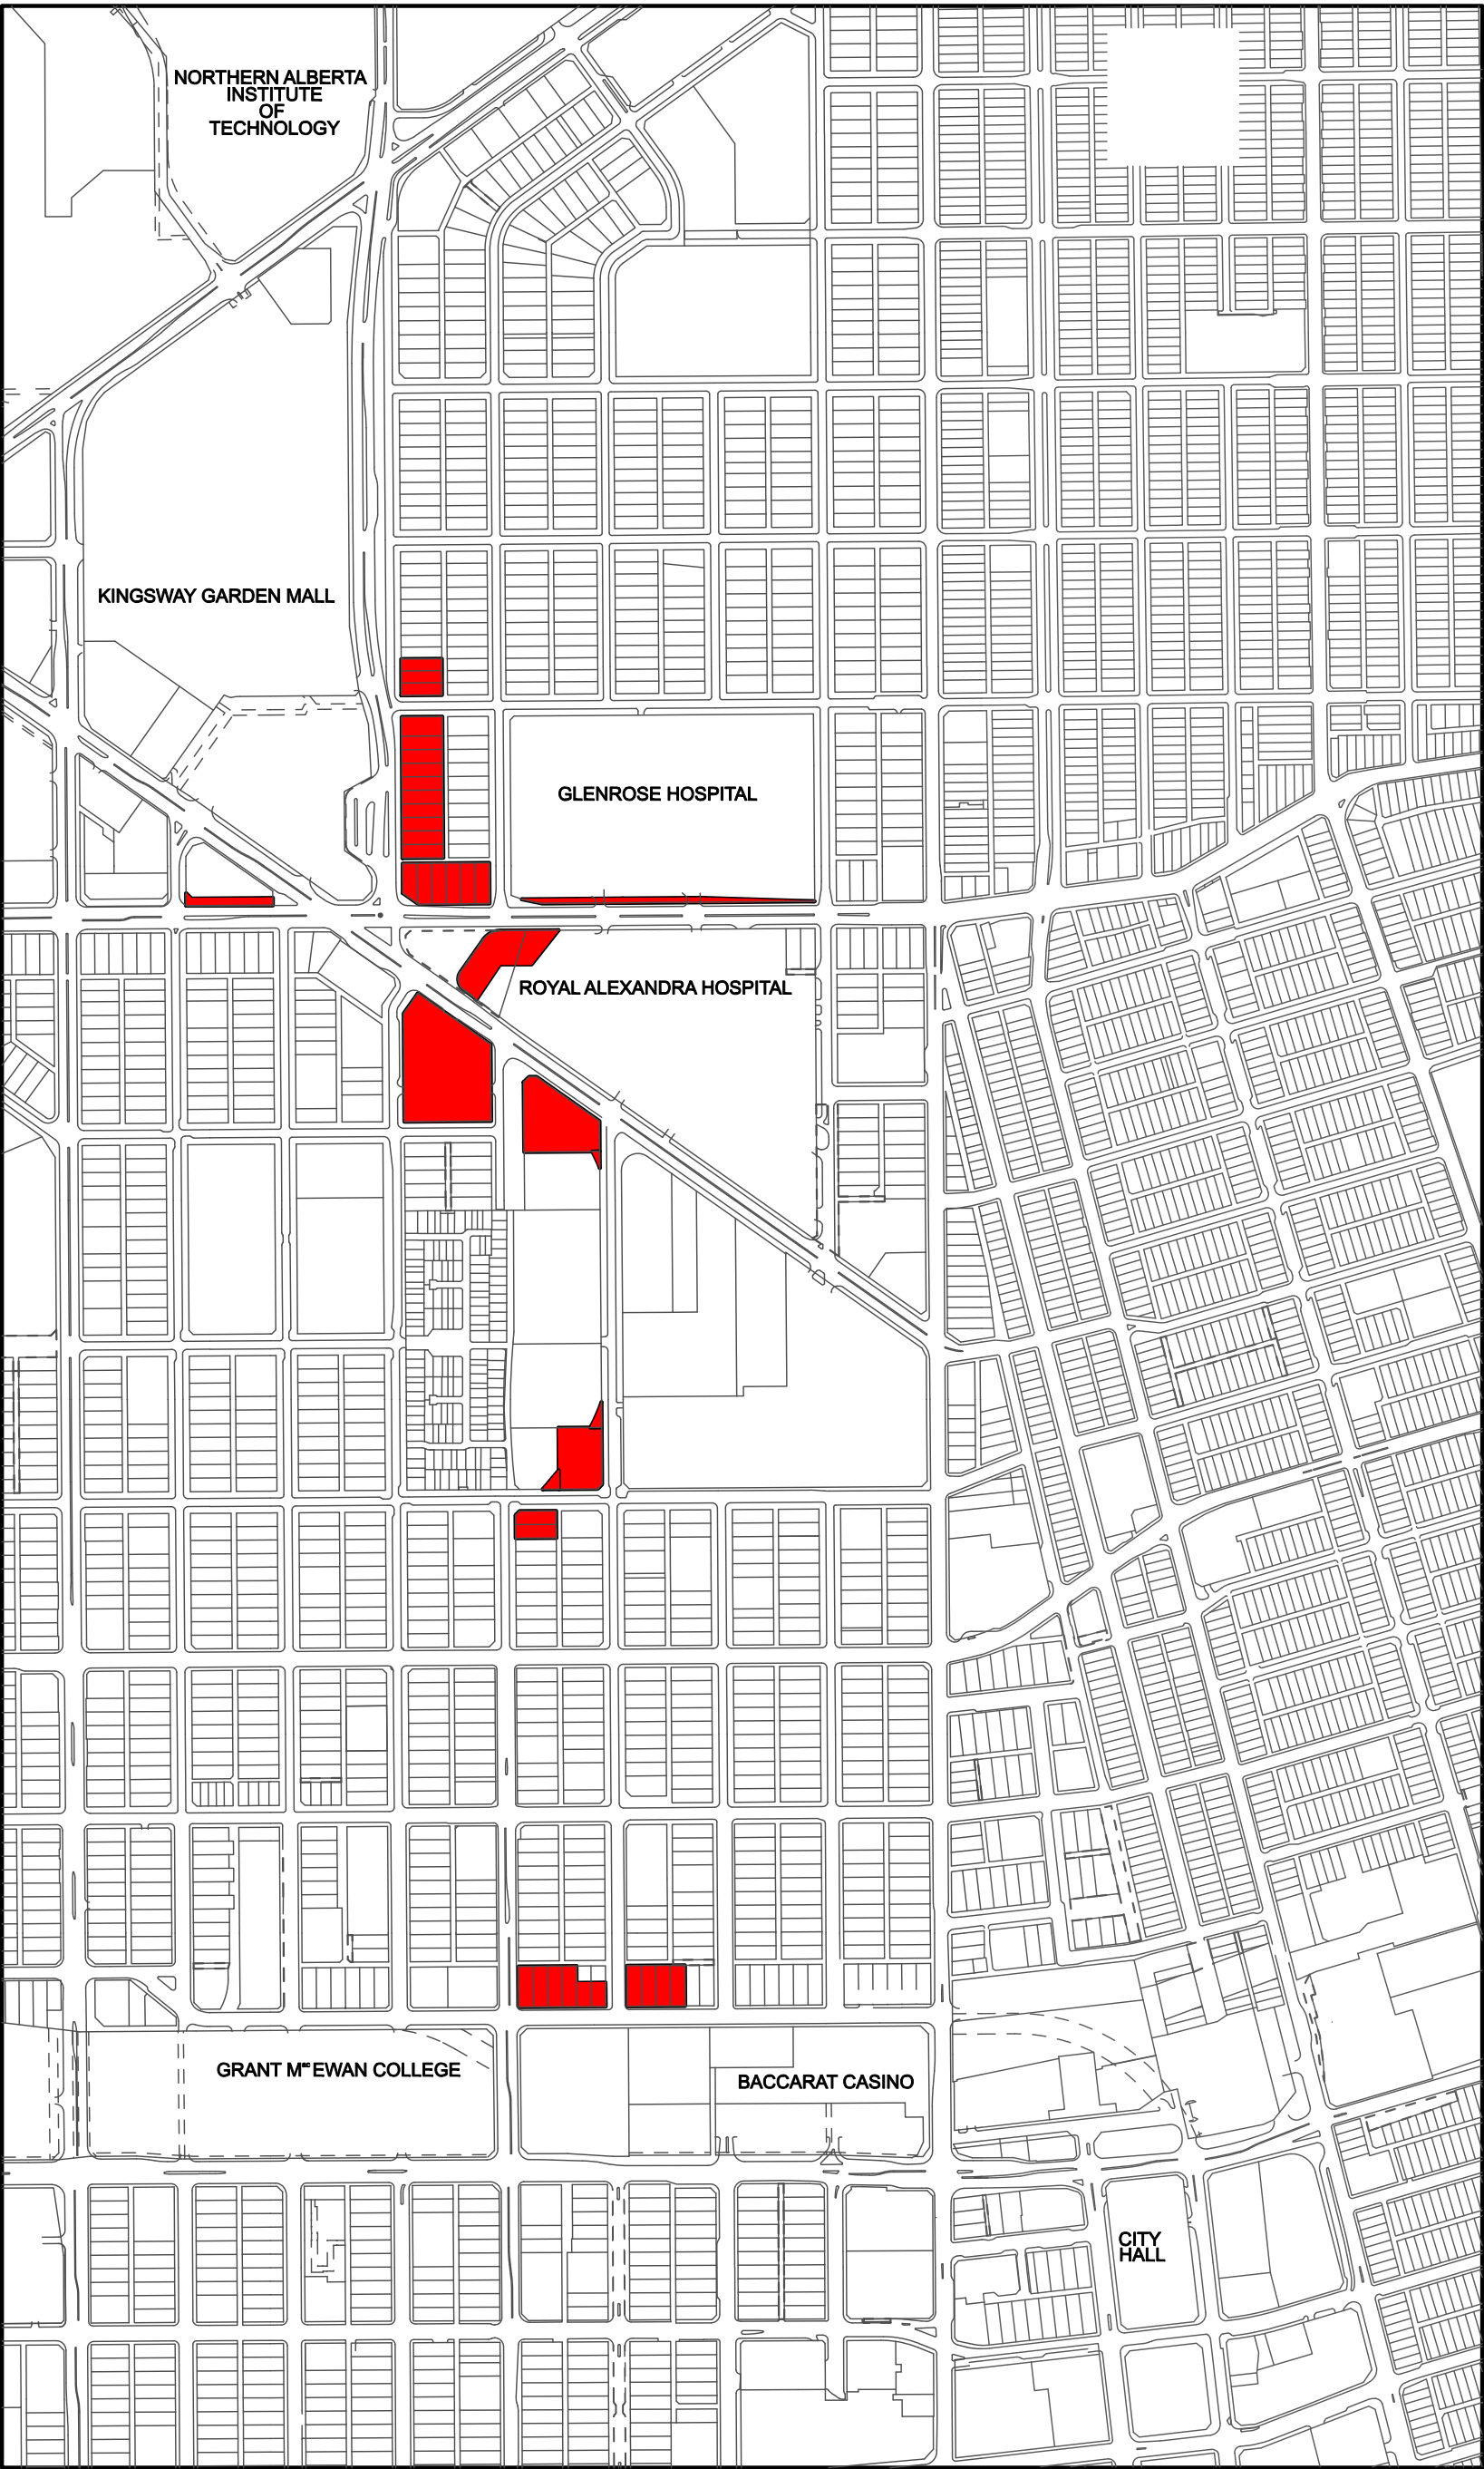 NORTHERN ALBERTA
INSTITUTE
OF
TECHNOLOGY
KINGSWAY GARDEN MALL
GLENROSE HOSPITAL
ROYAL ALEXANDRA HOSPITAL
GRANT MacEWAN COLLEGE
BACCARAT CASINO
CITY
HALL